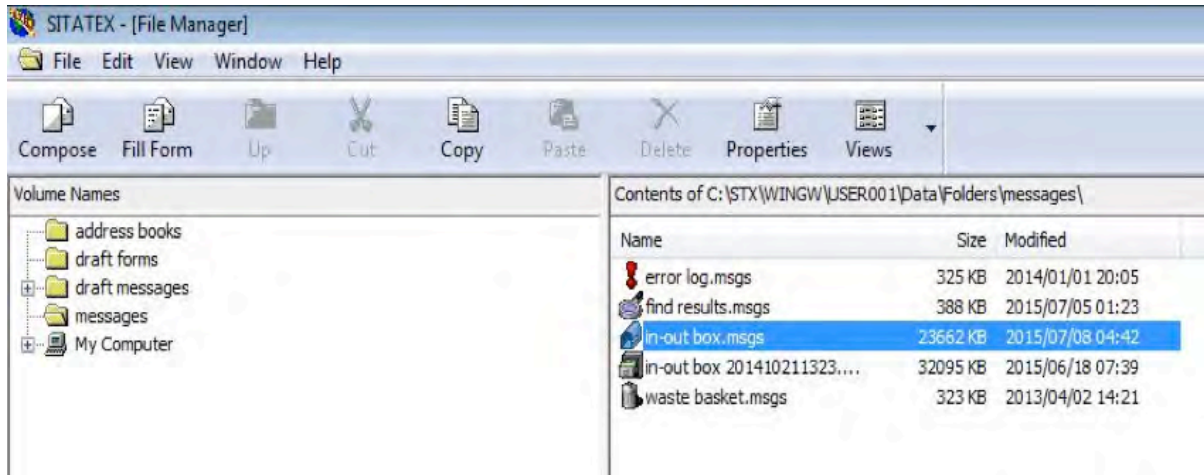 SITATEX - [File Manager]
File Edit View Window Help
Compose Fill Form Up Cut Copy Paste Delete Properties Views
Volume Names
address books
draft forms
draft messages
messages
My Computer
Contents of C:\STX\WINGW\USER001\Data\Folders\messages\
Name Size Modified
error log.msgs 325 KB 2014/01/01 20:05
find results.msgs 388 KB 2015/07/05 01:23
in-out box.msgs 23662 KB 2015/07/08 04:42
in-out box 201410211323.... 32095 KB 2015/06/18 07:39
waste basket.msgs 323 KB 2013/04/02 14:21